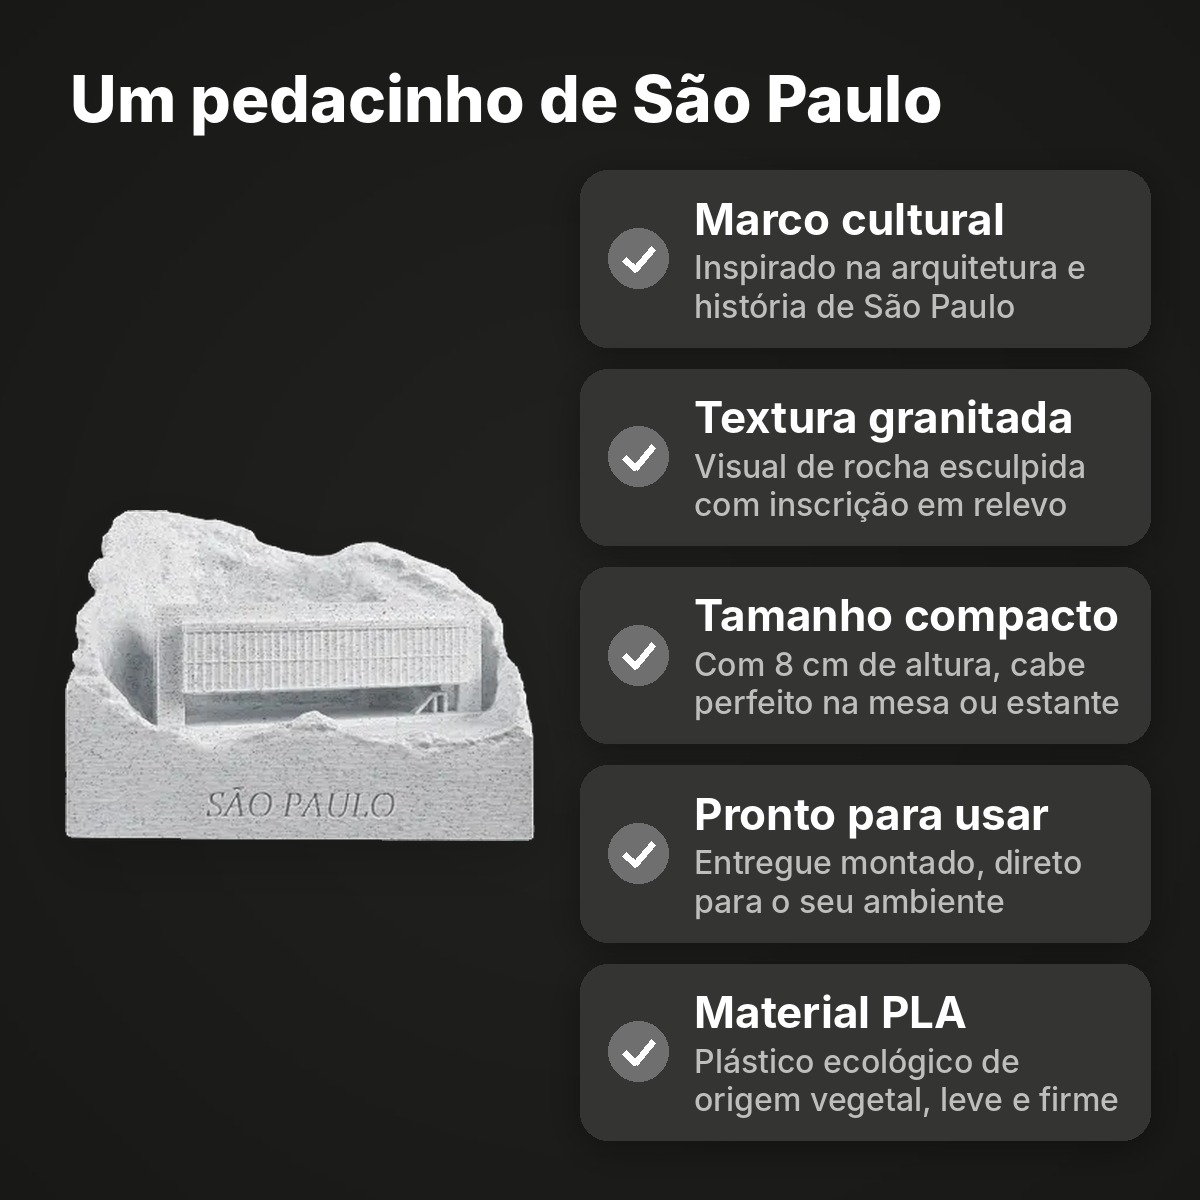 Um pedacinho de São Paulo
Marco cultural
Inspirado na arquitetura e
história de São Paulo
Textura granitada
Visual de rocha esculpida
com inscrição em relevo
Tamanho compacto
Com 8 cm de altura, cabe
perfeito na mesa ou estante
Pronto para usar
Entregue montado, direto
para o seu ambiente
Material PLA
Plástico ecológico de
origem vegetal, leve e firme
SÃO PAULO